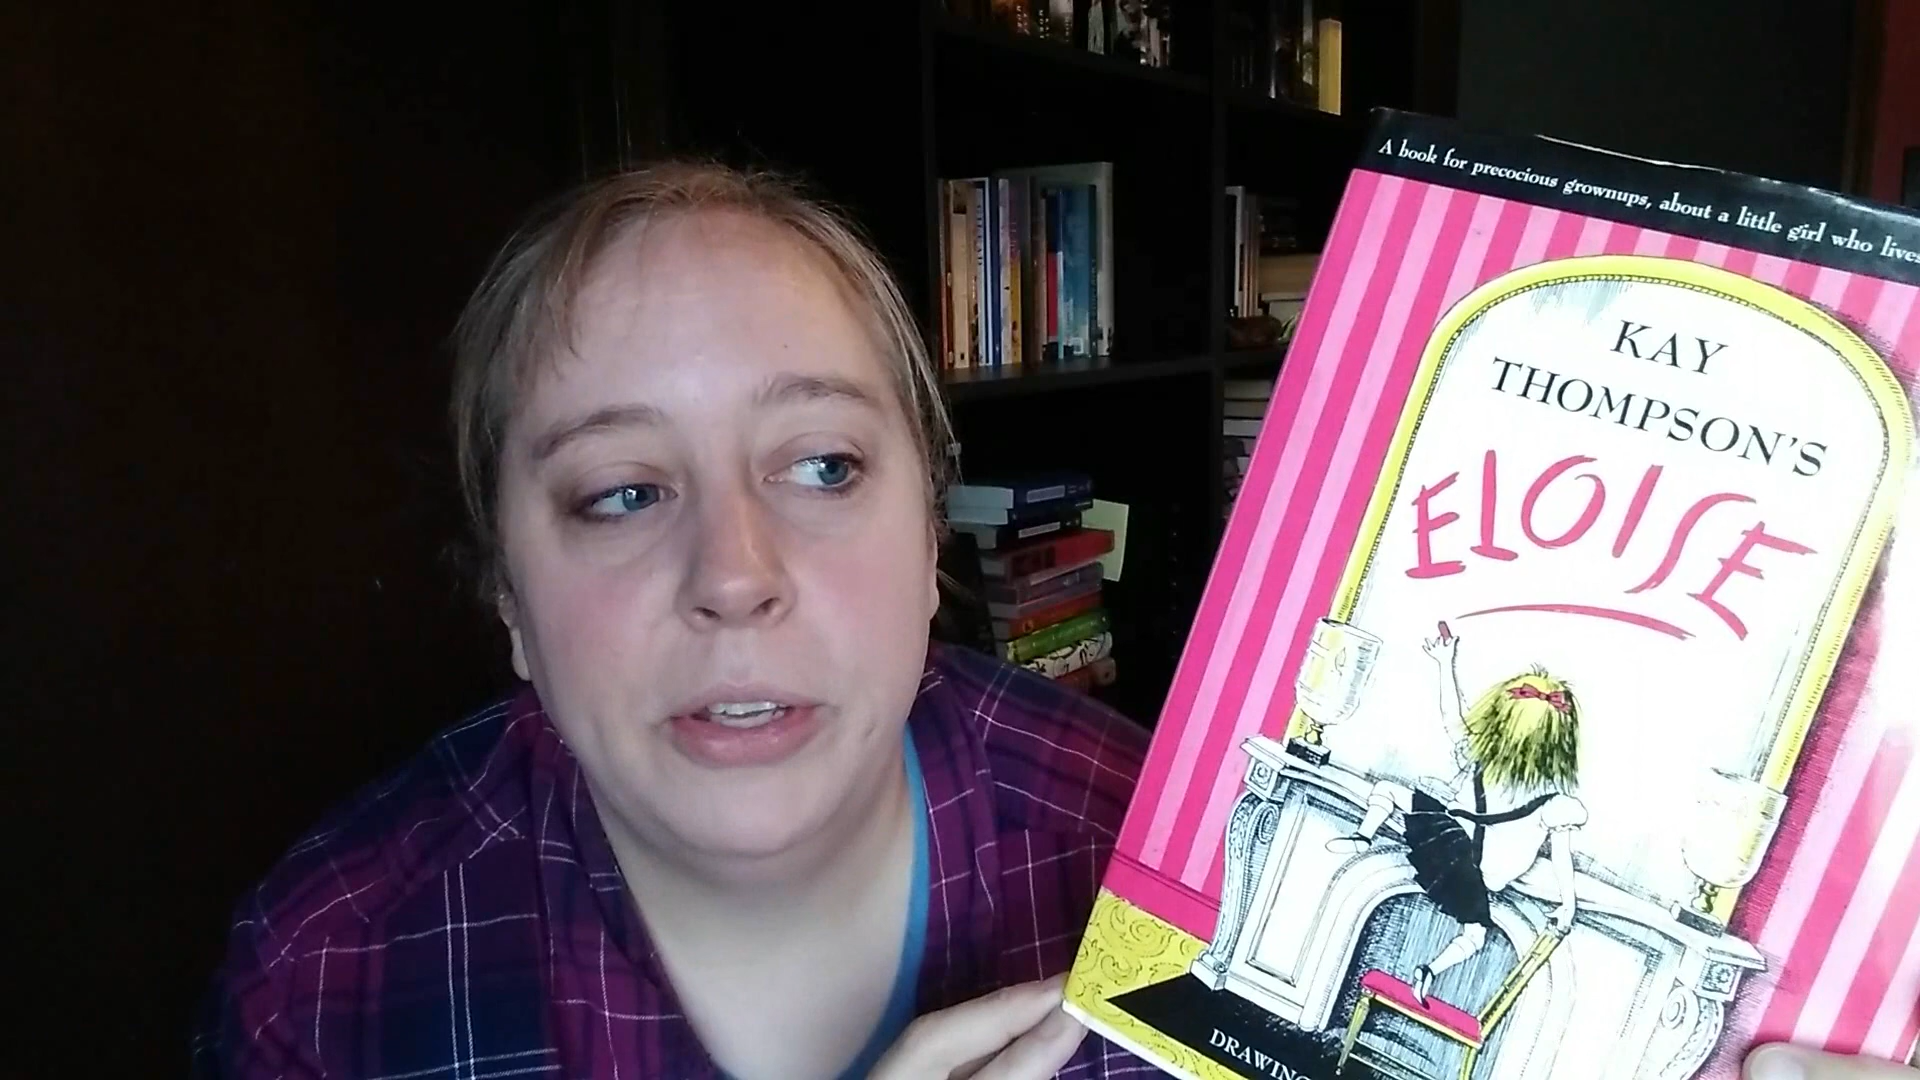 A book for precocious grownups, about a little girl who lives
KAY
THOMPSON'S
ELOISE